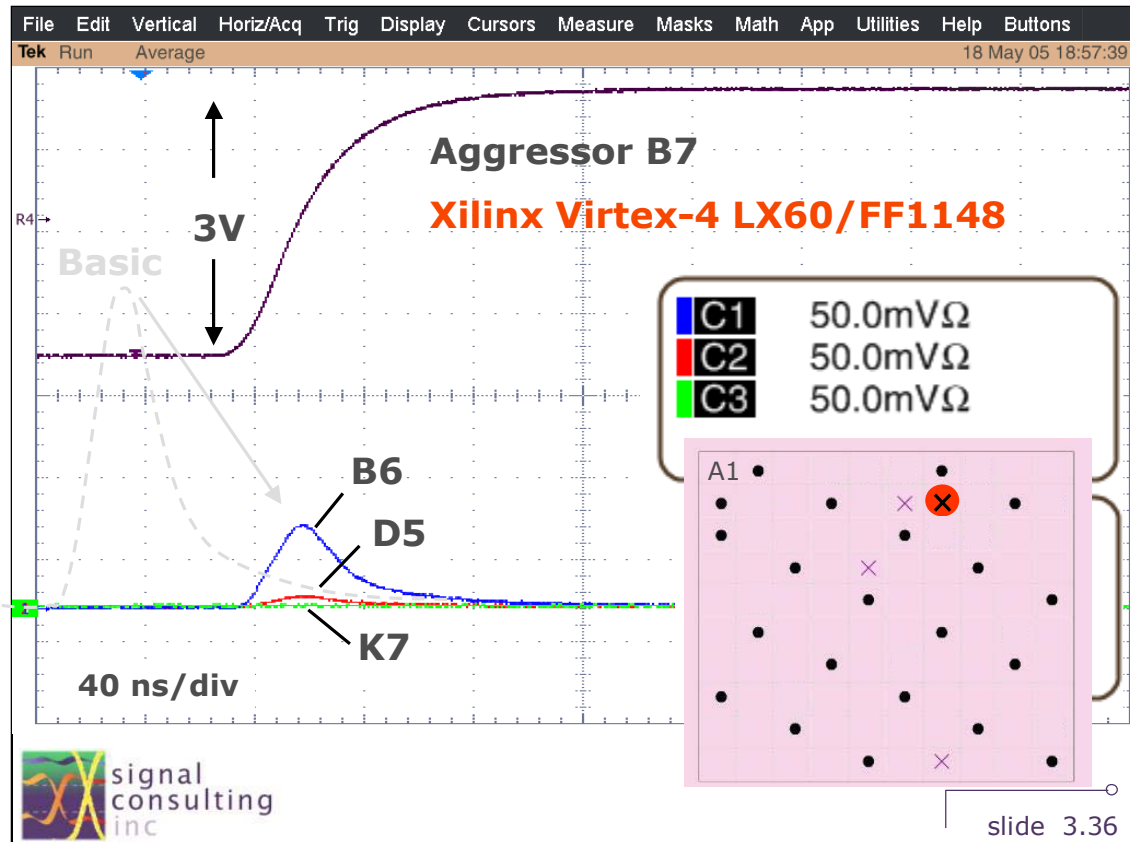 File Edit Vertical Horiz/Acq Trig Display Cursors Measure Masks Math App Utilities Help Buttons
Tek Run Average 18 May 05 18:57:39
Aggressor B7
R4
3V
Xilinx Virtex-4 LX60/FF1148
Basic
C1 50.0mVΩ
C2 50.0mVΩ
C3 50.0mVΩ
A1
B6
D5
K7
40 ns/div
signal
consulting
inc
slide 3.36